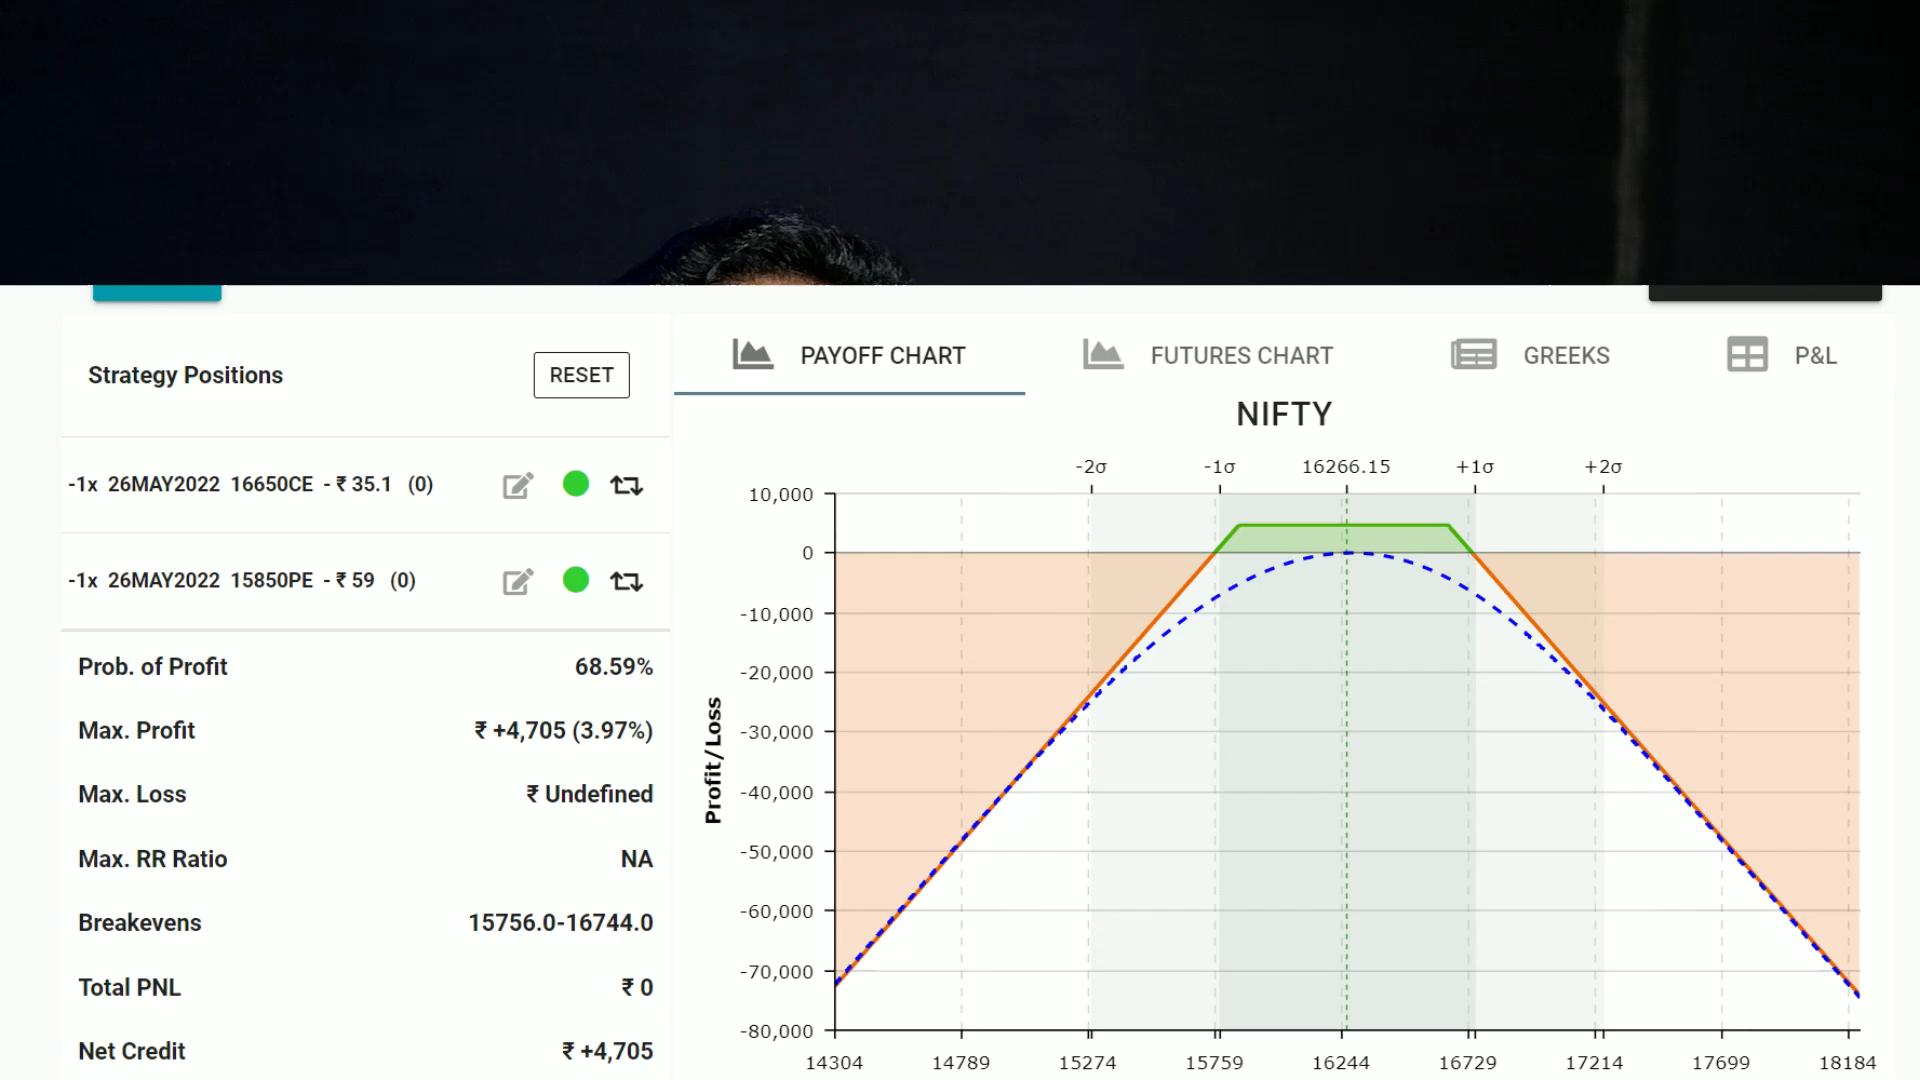 Strategy Positions
RESET
-1x 26MAY2022 16650CE - ₹ 35.1 (0)
-1x 26MAY2022 15850PE - ₹ 59 (0)
Prob. of Profit 68.59%
Max. Profit ₹ +4,705 (3.97%)
Max. Loss ₹ Undefined
Max. RR Ratio NA
Breakevens 15756.0-16744.0
Total PNL ₹ 0
Net Credit ₹ +4,705
PAYOFF CHART
FUTURES CHART
GREEKS
P&L
NIFTY
-2σ -1σ 16266.15 +1σ +2σ
10,000
0
-10,000
-20,000
-30,000
-40,000
-50,000
-60,000
-70,000
-80,000
Profit/Loss
14304 14789 15274 15759 16244 16729 17214 17699 18184